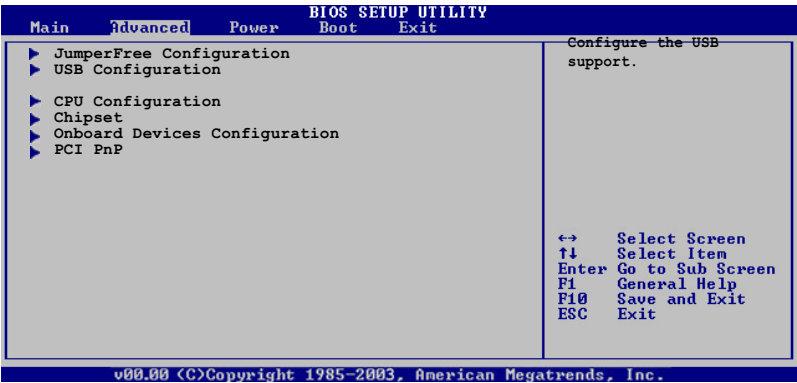 BIOS SETUP UTILITY
Main Advanced Power Boot Exit
JumperFree Configuration
USB Configuration
CPU Configuration
Chipset
Onboard Devices Configuration
PCI PnP
Configure the USB
support.
←→ Select Screen
↑↓ Select Item
Enter Go to Sub Screen
F1 General Help
F10 Save and Exit
ESC Exit
v00.00 (C)Copyright 1985-2003, American Megatrends, Inc.